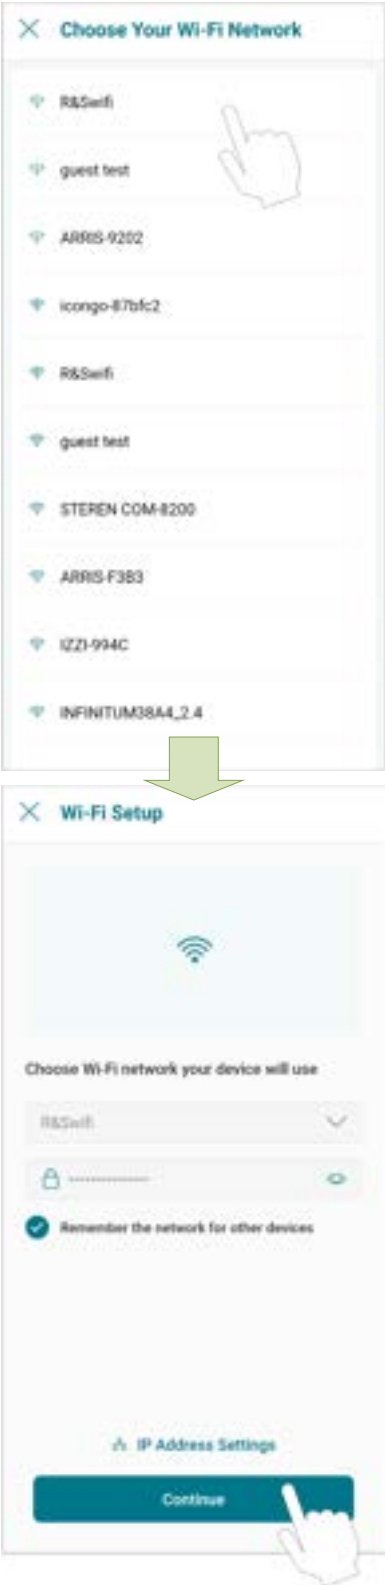 Choose Your Wi-Fi Network
R&Swifi
guest test
ARRIS-9202
icongo-87bfc2
R&Swifi
guest test
STEREN COM-8200
ARRIS-F3B3
IZZI-994C
INFINITUM38A4_2.4
Wi-Fi Setup
Choose Wi-Fi network your device will use
R&Swifi
Remember the network for other devices
IP Address Settings
Continue